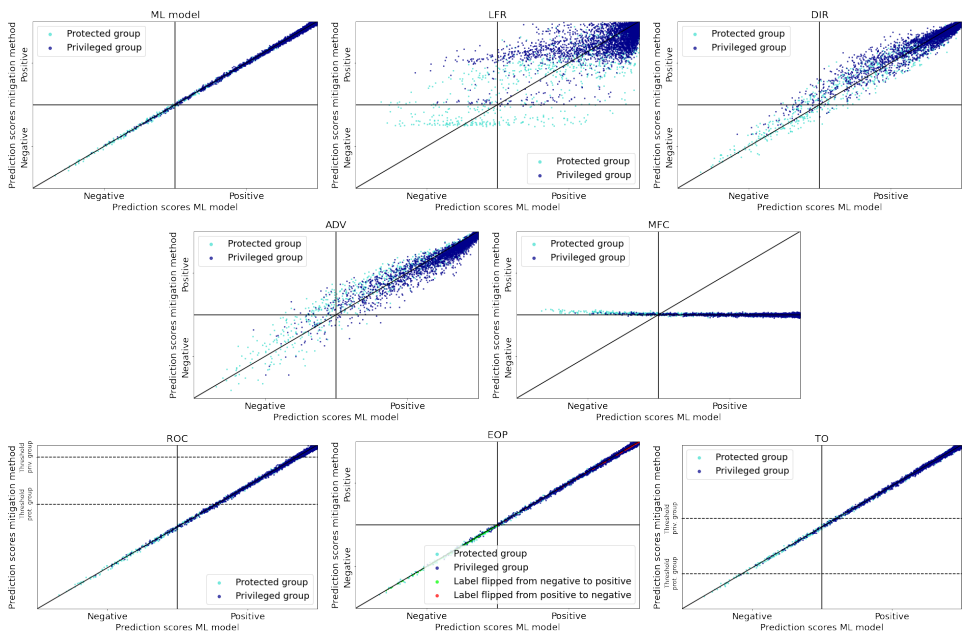 ML model
Prediction scores mitigation method
Positive
Negative
Protected group
Privileged group
Negative
Positive
Prediction scores ML model
LFR
Prediction scores mitigation method
Positive
Negative
Protected group
Privileged group
Negative
Positive
Prediction scores ML model
DIR
Prediction scores mitigation method
Positive
Negative
Protected group
Privileged group
Negative
Positive
Prediction scores ML model
ADV
Prediction scores mitigation method
Positive
Negative
Protected group
Privileged group
Negative
Positive
Prediction scores ML model
MFC
Prediction scores mitigation method
Positive
Negative
Protected group
Privileged group
Negative
Positive
Prediction scores ML model
ROC
Prediction scores mitigation method
Threshold
priv group
Threshold
prot group
Protected group
Privileged group
Negative
Positive
Prediction scores ML model
EOP
Prediction scores mitigation method
Positive
Negative
Protected group
Privileged group
Label flipped from negative to positive
Label flipped from positive to negative
Negative
Positive
Prediction scores ML model
TO
Prediction scores mitigation method
Protected group
Privileged group
Threshold
priv group
Threshold
prot group
Negative
Positive
Prediction scores ML model